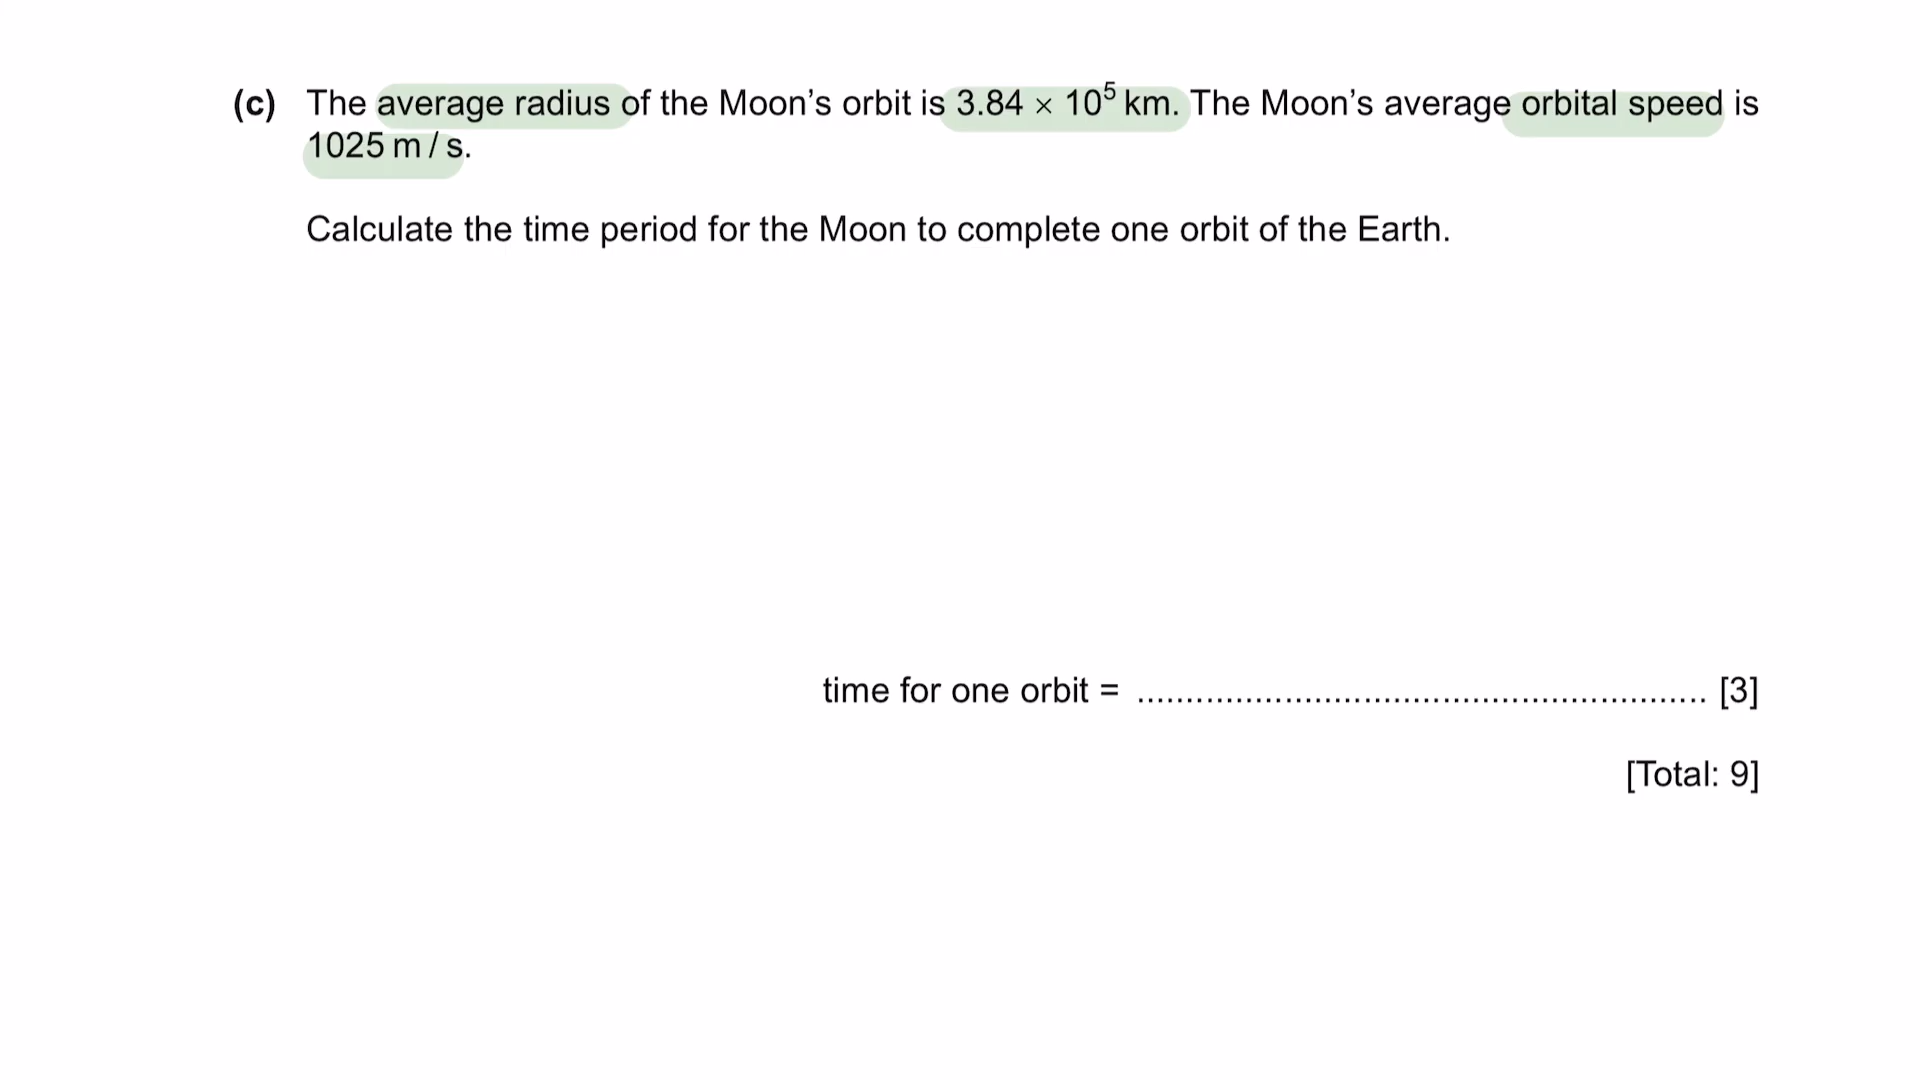 (c) The average radius of the Moon’s orbit is 3.84 × 10⁵ km. The Moon’s average orbital speed is
1025 m / s.
Calculate the time period for the Moon to complete one orbit of the Earth.
time for one orbit = ......................................................... [3]
[Total: 9]